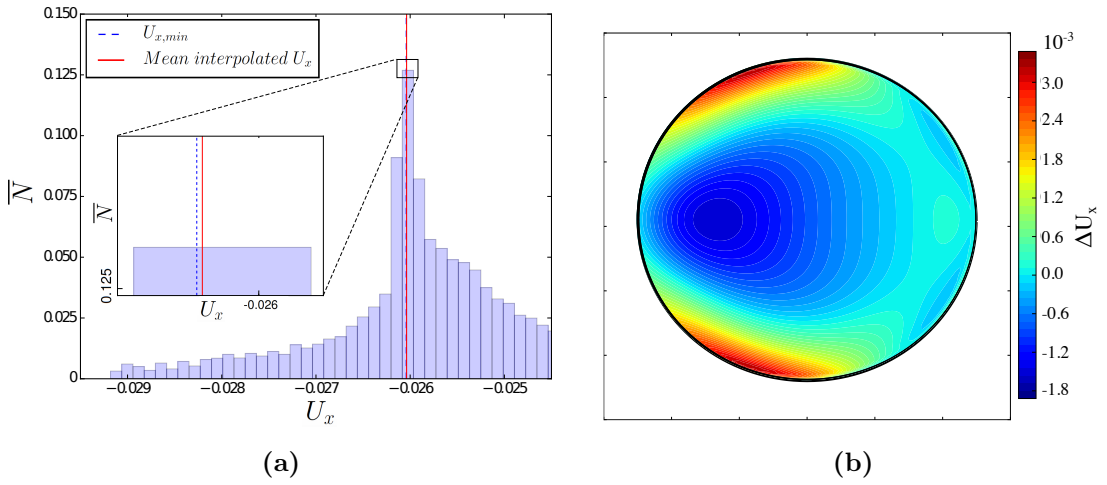 0.150
0.125
0.100
0.075
0.050
0.025
0
N
U_{x,min}
Mean interpolated U_x
N
0.125
U_x
-0.026
−0.029
−0.028
−0.027
−0.026
−0.025
U_x
(a)
10^{-3}
3.0
2.4
1.8
1.2
0.6
0.0
-0.6
-1.2
-1.8
ΔU_x
(b)